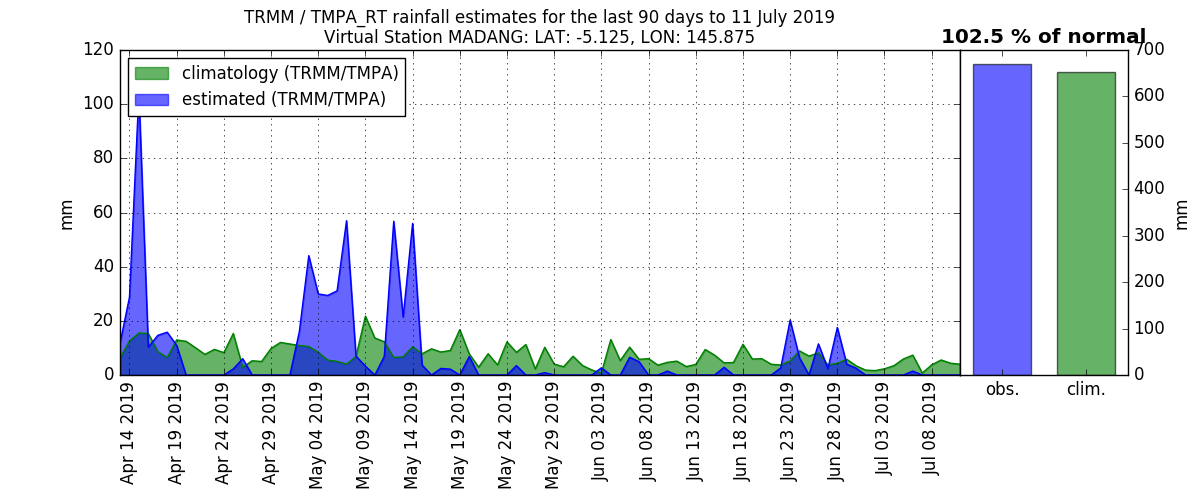 TRMM / TMPA_RT rainfall estimates for the last 90 days to 11 July 2019
Virtual Station MADANG: LAT: -5.125, LON: 145.875
102.5 % of normal
climatology (TRMM/TMPA)
estimated (TRMM/TMPA)
120
100
80
60
40
20
0
mm
Apr 14 2019
Apr 19 2019
Apr 24 2019
Apr 29 2019
May 04 2019
May 09 2019
May 14 2019
May 19 2019
May 24 2019
May 29 2019
Jun 03 2019
Jun 08 2019
Jun 13 2019
Jun 18 2019
Jun 23 2019
Jun 28 2019
Jul 03 2019
Jul 08 2019
700
600
500
400
300
200
100
0
mm
obs.
clim.